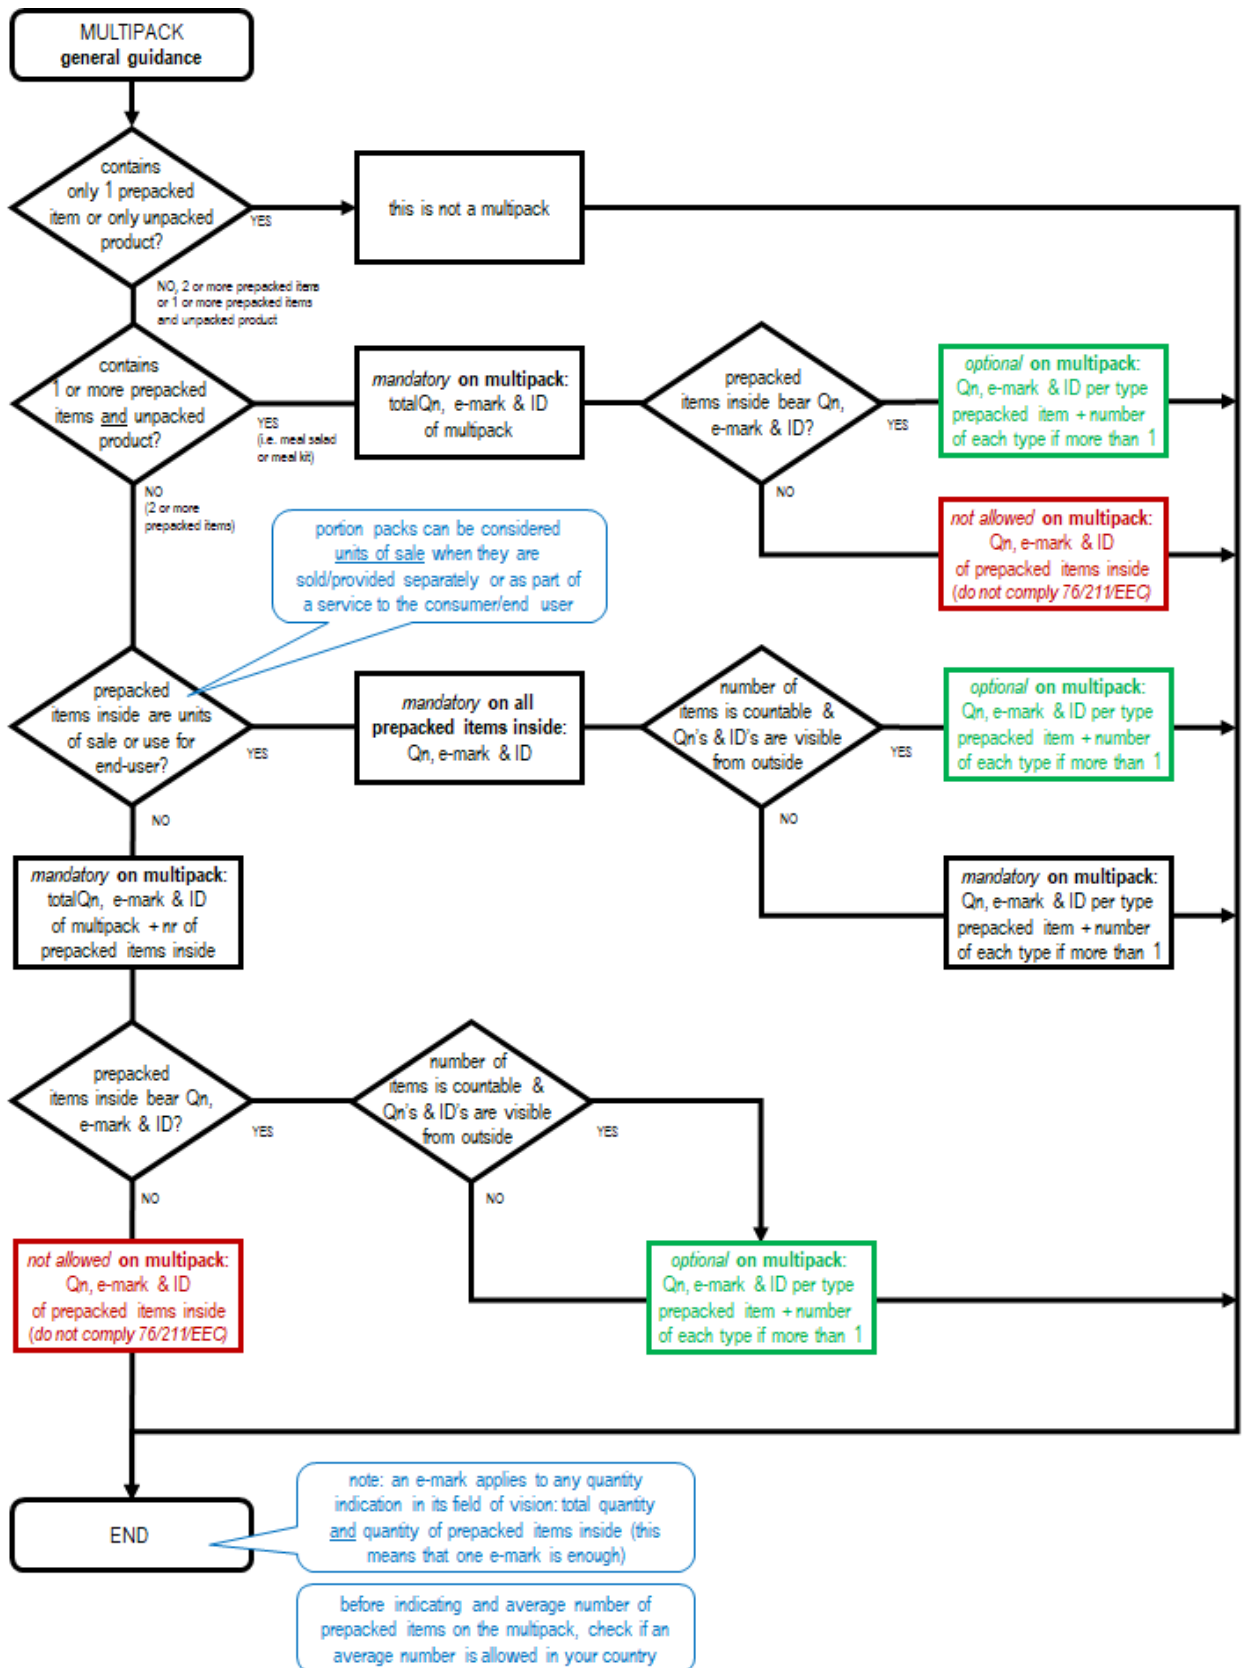 MULTIPACK
general guidance
contains
only 1 prepacked
item or only unpacked
product?
YES
this is not a multipack
NO, 2 or more prepacked items
or 1 or more prepacked items
and unpacked product
contains
1 or more prepacked
items and unpacked
product?
YES
(i.e. meal salad
or meal kit)
mandatory on multipack:
totalQn, e-mark & ID
of multipack
prepacked
items inside bear Qn,
e-mark & ID?
YES
optional on multipack:
Qn, e-mark & ID per type
prepacked item + number
of each type if more than 1
NO
not allowed on multipack:
Qn, e-mark & ID
of prepacked items inside
(do not comply 76/211/EEC)
NO
(2 or more
prepacked items)
portion packs can be considered
units of sale when they are
sold/provided separately or as part of
a service to the consumer/end user
prepacked
items inside are units
of sale or use for
end-user?
YES
mandatory on all
prepacked items inside:
Qn, e-mark & ID
number of
items is countable &
Qn's & ID's are visible
from outside
YES
optional on multipack:
Qn, e-mark & ID per type
prepacked item + number
of each type if more than 1
NO
mandatory on multipack:
Qn, e-mark & ID per type
prepacked item + number
of each type if more than 1
NO
mandatory on multipack:
totalQn, e-mark & ID
of multipack + nr of
prepacked items inside
prepacked
items inside bear Qn,
e-mark & ID?
YES
number of
items is countable &
Qn's & ID's are visible
from outside
YES
NO
optional on multipack:
Qn, e-mark & ID per type
prepacked item + number
of each type if more than 1
NO
not allowed on multipack:
Qn, e-mark & ID
of prepacked items inside
(do not comply 76/211/EEC)
END
note: an e-mark applies to any quantity
indication in its field of vision: total quantity
and quantity of prepacked items inside (this
means that one e-mark is enough)
before indicating and average number of
prepacked items on the multipack, check if an
average number is allowed in your country